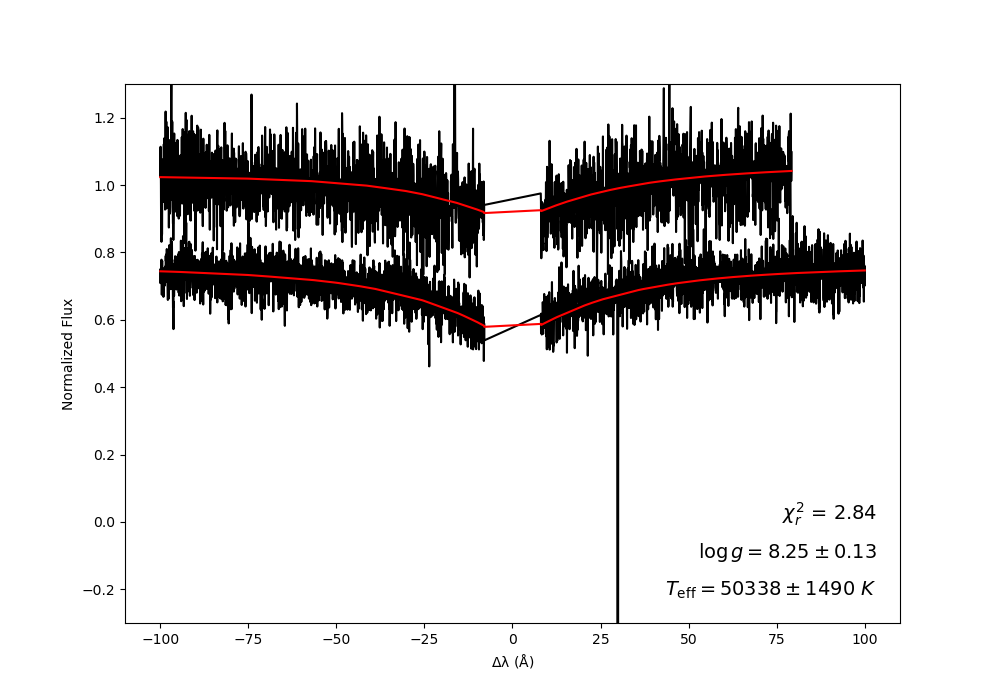 1.2
1.0
0.8
0.6
0.4
0.2
0.0
−0.2
Normalized Flux
χ²ᵣ = 2.84
log g = 8.25 ± 0.13
T_eff = 50338 ± 1490 K
−100 −75 −50 −25 0 25 50 75 100
Δλ (Å)